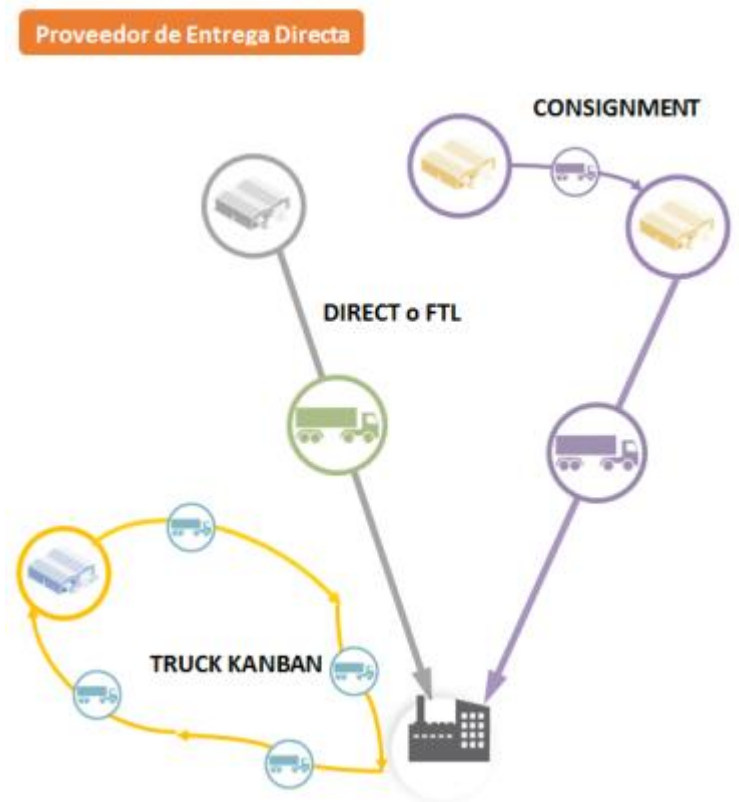 Proveedor de Entrega Directa
CONSIGNMENT
DIRECT o FTL
TRUCK KANBAN